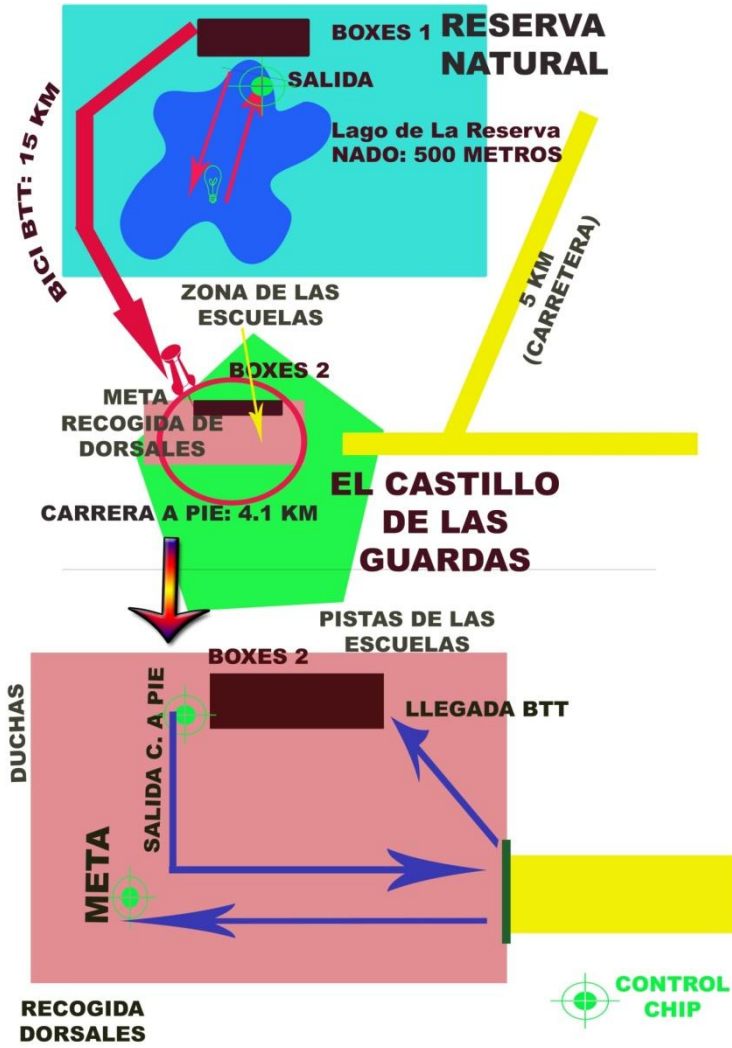 BOXES 1
RESERVA
NATURAL
SALIDA
Lago de La Reserva
NADO: 500 METROS
BICI BTT: 15 KM
5 KM
(CARRETERA)
ZONA DE LAS
ESCUELAS
BOXES 2
META
RECOGIDA DE
DORSALES
EL CASTILLO
DE LAS
GUARDAS
CARRERA A PIE: 4.1 KM
PISTAS DE LAS
ESCUELAS
BOXES 2
LLEGADA BTT
DUCHAS
SALIDA C. A PIE
META
CONTROL
CHIP
RECOGIDA
DORSALES